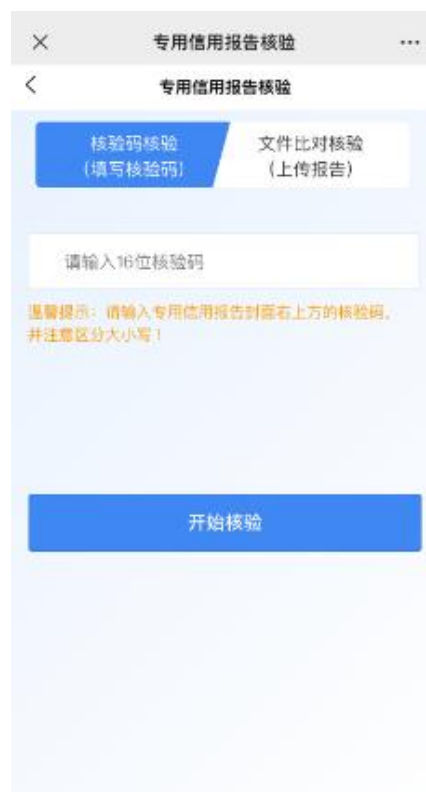 专用信用报告核验
专用信用报告核验
核验码核验
(填写核验码)
文件比对核验
(上传报告)
请输入16位核验码
温馨提示：请输入专用信用报告封面右上方的核验码，
并注意区分大小写！
开始核验